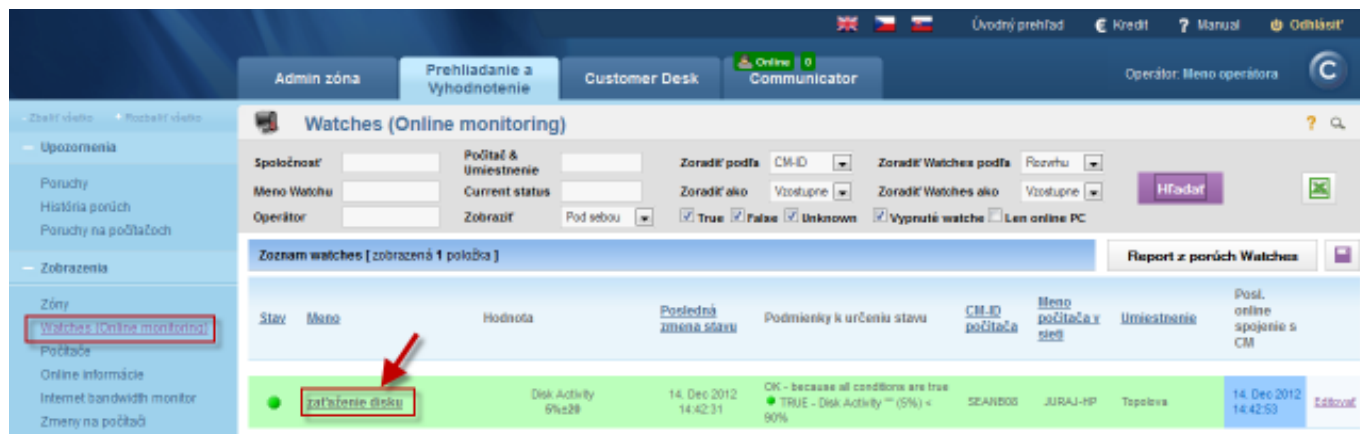 Úvodný prehľad € Kredit ? Manual Odhlásiť
Admin zóna
Prehliadanie a
Vyhodnotenie
Customer Desk
Online 0
Communicator
Operátor: Meno operátora
- Zbaliť všetko + Rozbaliť všetko
Upozornenia
Poruchy
História porúch
Poruchy na počítačoch
Zobrazenia
Zóny
Watches (Online monitoring)
Počítače
Online informácie
Internet bandwidth monitor
Zmeny na počítači
Watches (Online monitoring)
Spoločnosť
Počítač &
Umiestnenie
Zoradiť podľa CM-ID
Zoradiť Watches podľa Rozvrhu
Meno Watchu
Current status
Zoradiť ako Vzostupne
Zoradiť Watches ako Vzostupne
Hľadať
Operátor
Zobraziť Pod sebou
True False Unknown Vypnuté watche Len online PC
Zoznam watches [ zobrazená 1 položka ]
Report z porúch Watches
Stav
Meno
Hodnota
Posledná
zmena stavu
Podmienky k určeniu stavu
CM-ID
počítača
Meno
počítača v
sieti
Umiestnenie
Posl.
online
spojenie s
CM
zaťaženie disku
Disk Activity
5%±20
14. Dec 2012
14:42:31
OK - because all conditions are true
TRUE - Disk Activity "" (5%) <
90%
SEANB08
JURAJ-HP
Topolova
14. Dec 2012
14:42:53
Editovať